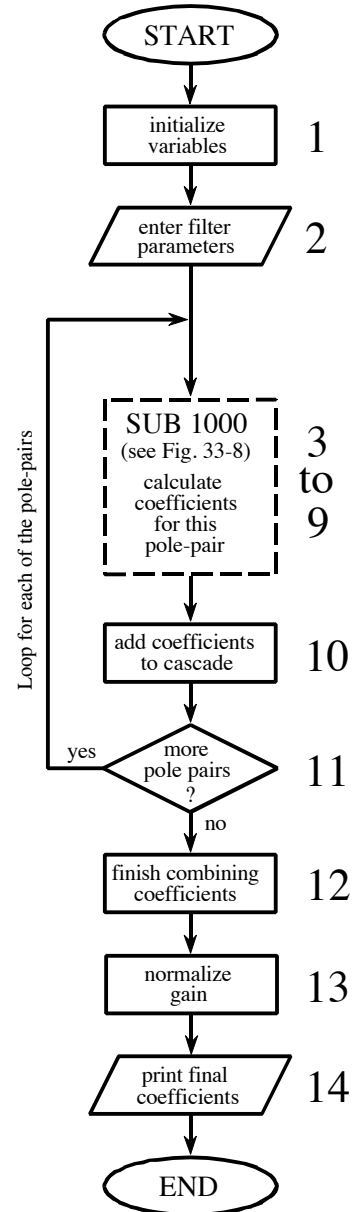 START
initialize
variables
1
enter filter
parameters
2
SUB 1000
(see Fig. 33-8)
calculate
coefficients
for this
pole-pair
3
to
9
Loop for each of the pole-pairs
add coefficients
to cascade
10
more
pole pairs
?
11
yes
no
finish combining
coefficients
12
normalize
gain
13
print final
coefficients
14
END